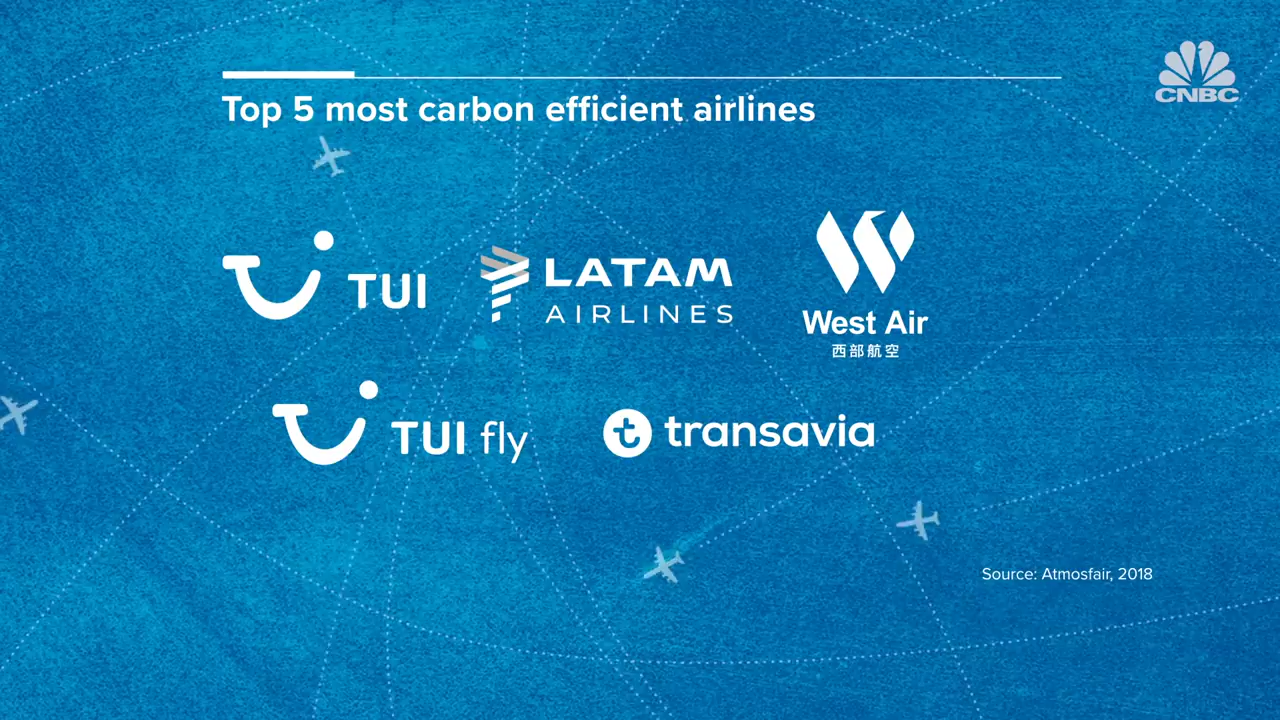 CNBC
Top 5 most carbon efficient airlines
TUI
LATAM
AIRLINES
West Air
西部航空
TUI fly
transavia
Source: Atmosfair, 2018